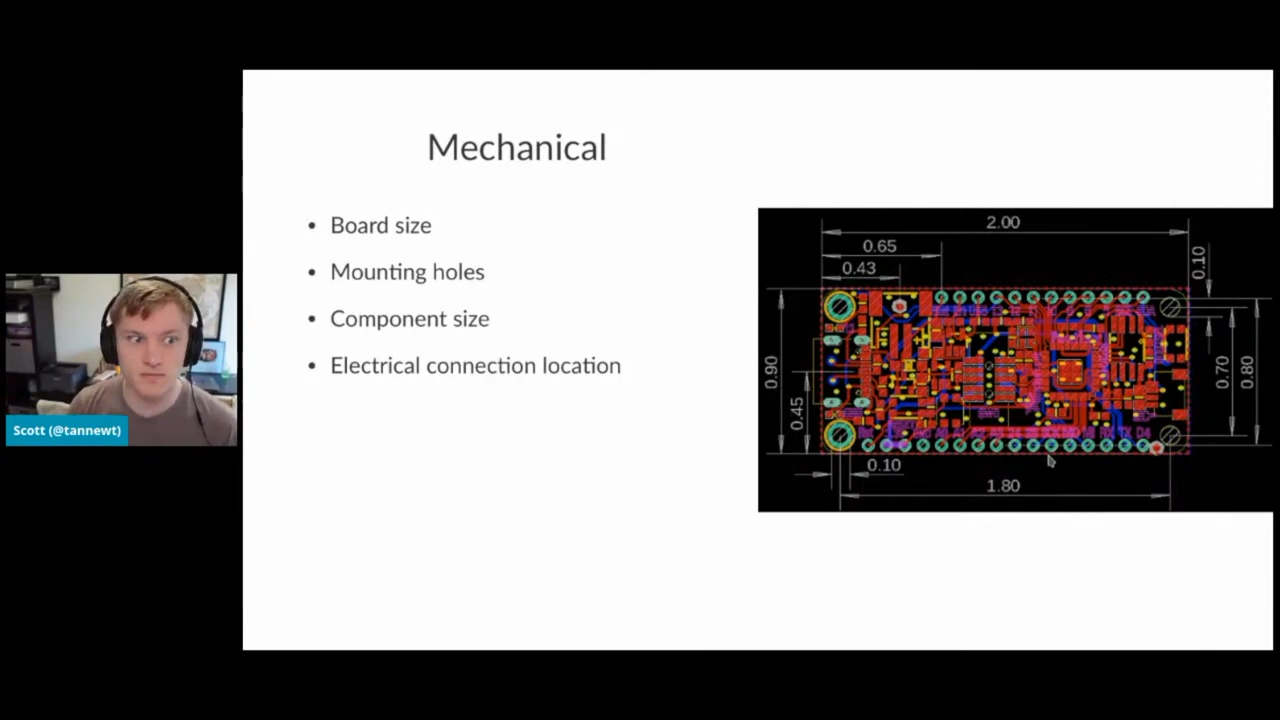 Mechanical
• Board size
• Mounting holes
• Component size
• Electrical connection location
2.00
0.65
0.43
0.10
0.90
0.45
0.70
0.80
0.10
1.80
Scott (@tannewt)